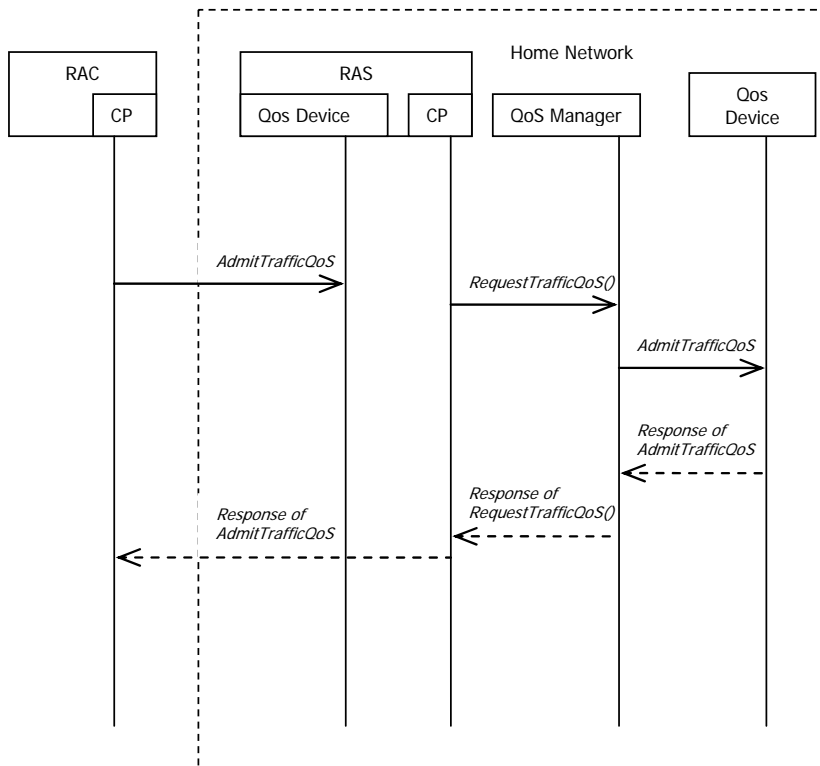 Home Network
RAC
CP
RAS
Qos Device
CP
QoS Manager
Qos
Device
AdmitTrafficQoS
RequestTrafficQoS()
AdmitTrafficQoS
Response of
AdmitTrafficQoS
Response of
RequestTrafficQoS()
Response of
AdmitTrafficQoS